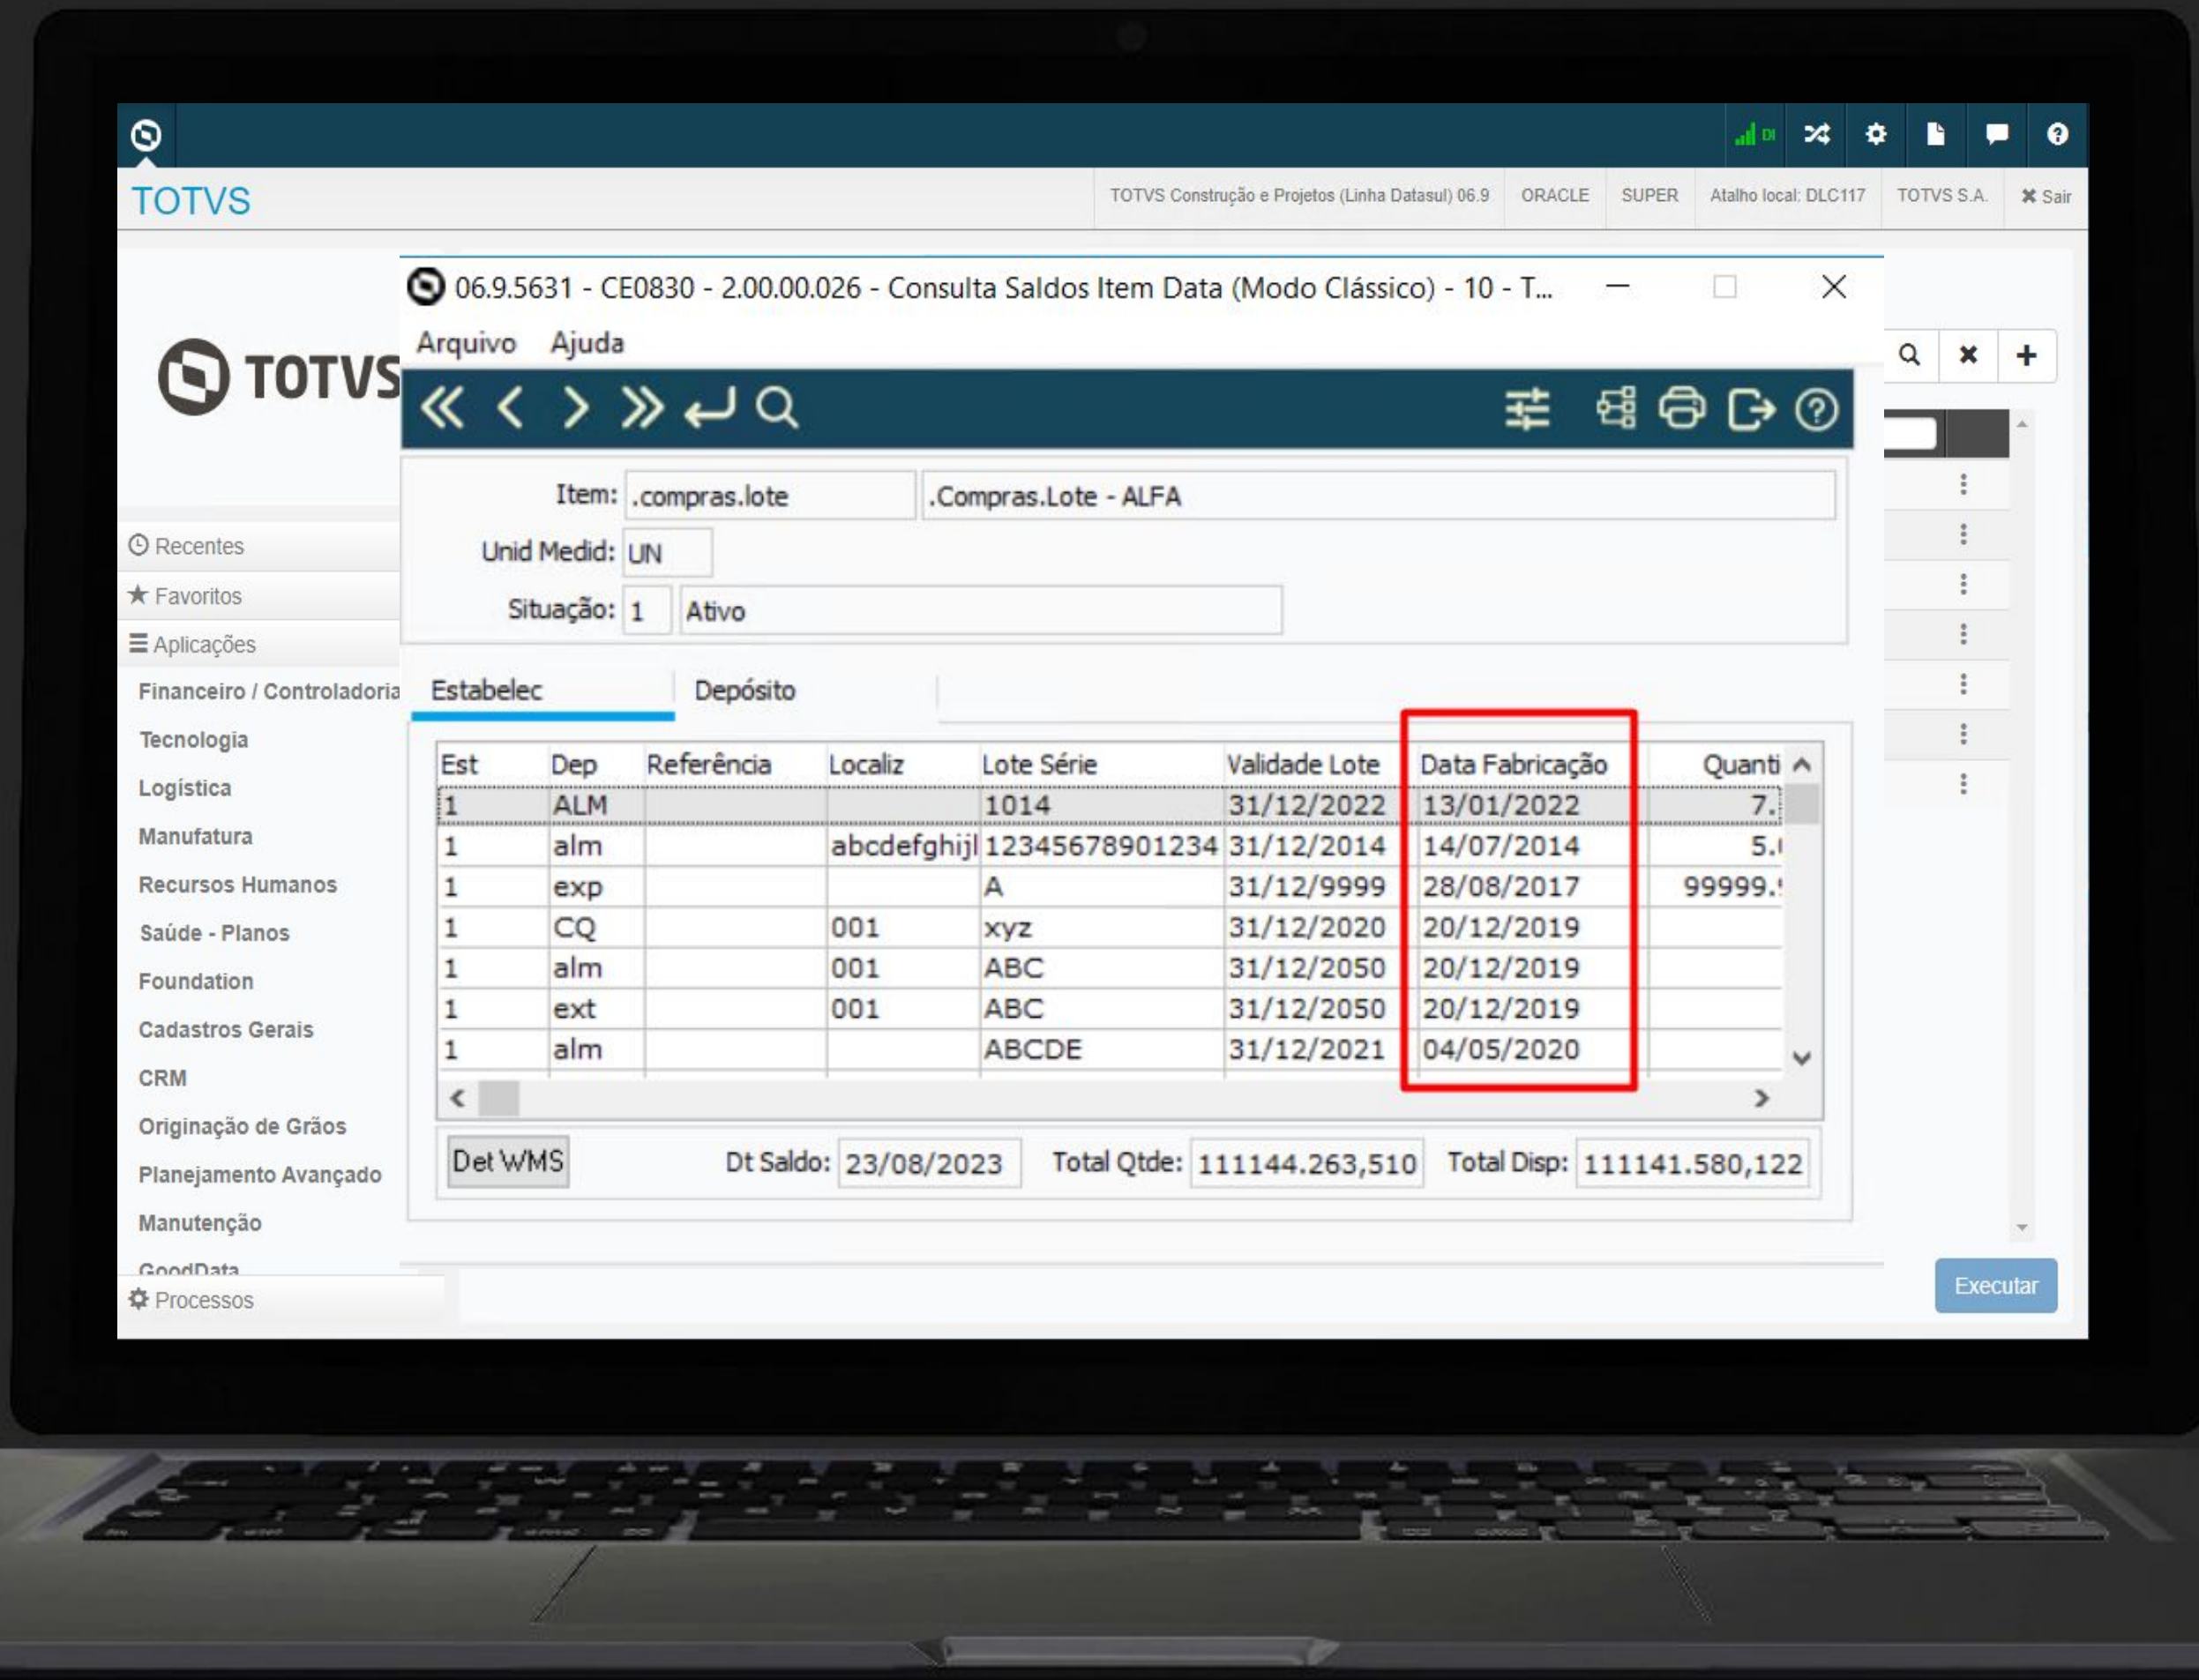 DI
TOTVS
TOTVS Construção e Projetos (Linha Datasul) 06.9 ORACLE SUPER Atalho local: DLC117 TOTVS S.A. Sair
06.9.5631 - CE0830 - 2.00.00.026 - Consulta Saldos Item Data (Modo Clássico) - 10 - T...
Arquivo Ajuda
TOTVS
Item: .compras.lote .Compras.Lote - ALFA
Unid Medid: UN
Situação: 1 Ativo
Recentes
Favoritos
Aplicações
Financeiro / Controladoria
Tecnologia
Logística
Manufatura
Recursos Humanos
Saúde - Planos
Foundation
Cadastros Gerais
CRM
Originação de Grãos
Planejamento Avançado
Manutenção
GoodData
Processos
Estabelec Depósito
Est Dep Referência Localiz Lote Série Validade Lote Data Fabricação Quanti
1 ALM 1014 31/12/2022 13/01/2022 7.
1 alm abcdefghijl 12345678901234 31/12/2014 14/07/2014 5.
1 exp A 31/12/9999 28/08/2017 99999.
1 CQ 001 xyz 31/12/2020 20/12/2019
1 alm 001 ABC 31/12/2050 20/12/2019
1 ext 001 ABC 31/12/2050 20/12/2019
1 alm ABCDE 31/12/2021 04/05/2020
Det WMS Dt Saldo: 23/08/2023 Total Qtde: 111144.263,510 Total Disp: 111141.580,122
Executar